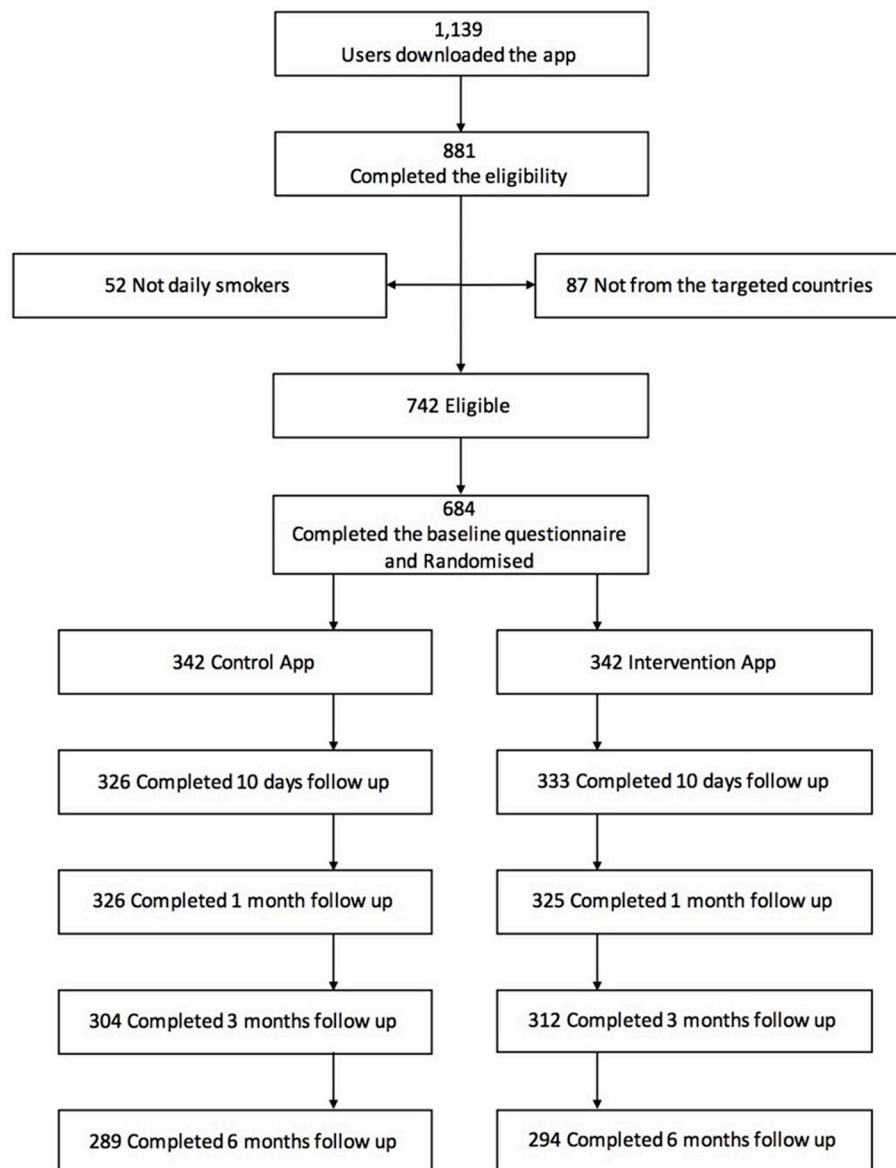 1,139
Users downloaded the app
881
Completed the eligibility
52 Not daily smokers
87 Not from the targeted countries
742 Eligible
684
Completed the baseline questionnaire
and Randomised
342 Control App
342 Intervention App
326 Completed 10 days follow up
333 Completed 10 days follow up
326 Completed 1 month follow up
325 Completed 1 month follow up
304 Completed 3 months follow up
312 Completed 3 months follow up
289 Completed 6 months follow up
294 Completed 6 months follow up